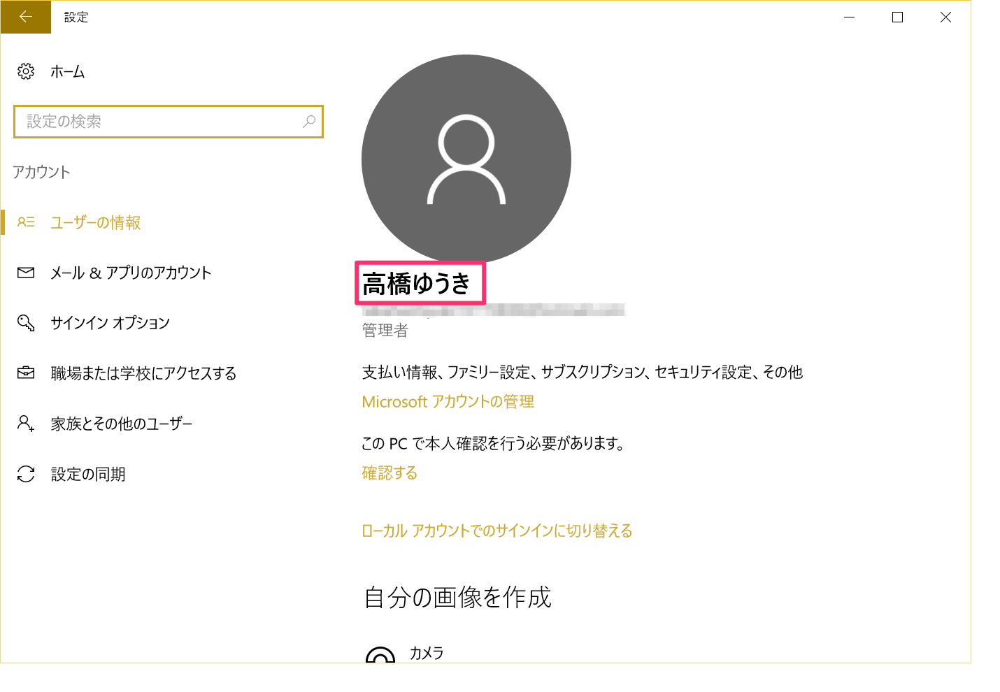 設定
ホーム
設定の検索
アカウント
ユーザーの情報
メール & アプリのアカウント
サインイン オプション
職場または学校にアクセスする
家族とその他のユーザー
設定の同期
高橋ゆうき
管理者
支払い情報、ファミリー設定、サブスクリプション、セキュリティ設定、その他
Microsoft アカウントの管理
この PC で本人確認を行う必要があります。
確認する
ローカル アカウントでのサインインに切り替える
自分の画像を作成
カメラ